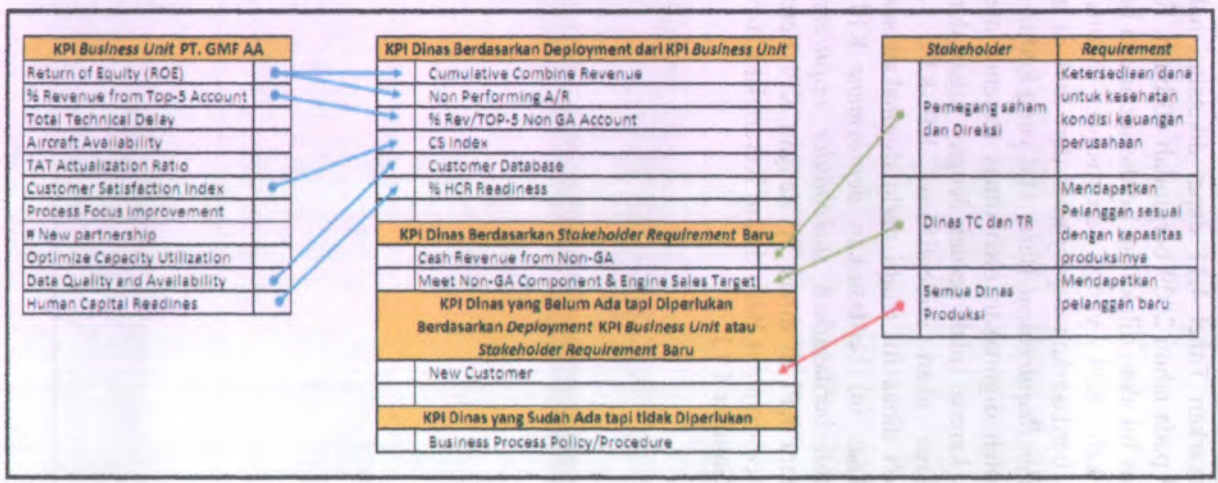 KPI Business Unit PT. GMF AA
Return of Equity (ROE)
% Revenue from Top-5 Account
Total Technical Delay
Aircraft Availability
TAT Actualization Ratio
Customer Satisfaction Index
Process Focus Improvement
# New partnership
Optimize Capacity Utilization
Data Quality and Availability
Human Capital Readines
KPI Dinas Berdasarkan Deployment dari KPI Business Unit
Cumulative Combine Revenue
Non Performing A/R
% Rev/TOP-5 Non GA Account
CS Index
Customer Database
% HCR Readiness
KPI Dinas Berdasarkan Stakeholder Requirement Baru
Cash Revenue from Non-GA
Meet Non-GA Component & Engine Sales Target
KPI Dinas yang Belum Ada tapi Diperlukan
Berdasarkan Deployment KPI Business Unit atau
Stakeholder Requirement Baru
New Customer
KPI Dinas yang Sudah Ada tapi tidak Diperlukan
Business Process Policy/Procedure
Stakeholder
Requirement
Pemegang saham
dan Direksi
Ketersediaan dana
untuk kesehatan
kondisi keuangan
perusahaan
Dinas TC dan TR
Mendapatkan
Pelanggan sesuai
dengan kapasitas
produksinya
Semua Dinas
Produksi
Mendapatkan
pelanggan baru